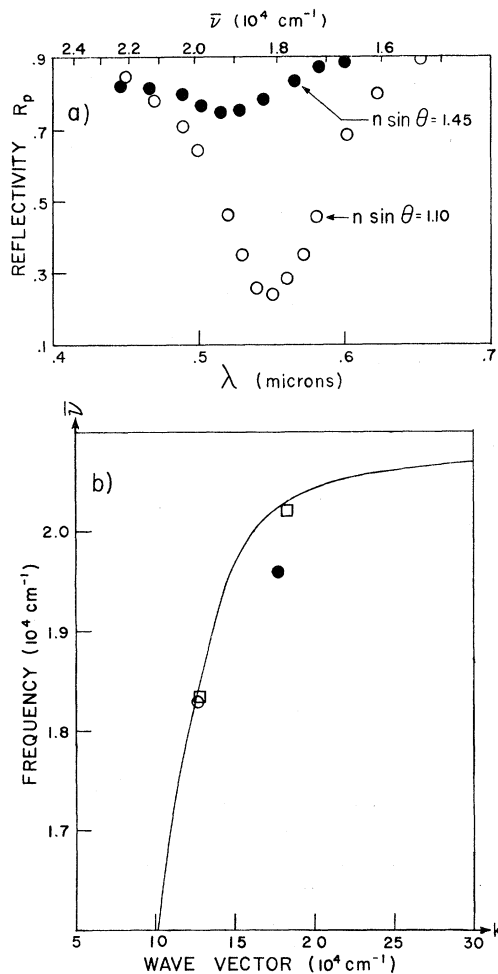 ν̄ (10⁴ cm⁻¹)
2.4 2.2 2.0 1.8 1.6
.9
.7
.5
.3
.1
REFLECTIVITY Rp
a)
n sin θ = 1.45
n sin θ = 1.10
.4 .5 .6 .7
λ (microns)
ν̄
b)
2.0
1.9
1.8
1.7
FREQUENCY (10⁴ cm⁻¹)
5 10 15 20 25 30 k
WAVE VECTOR (10⁴ cm⁻¹)